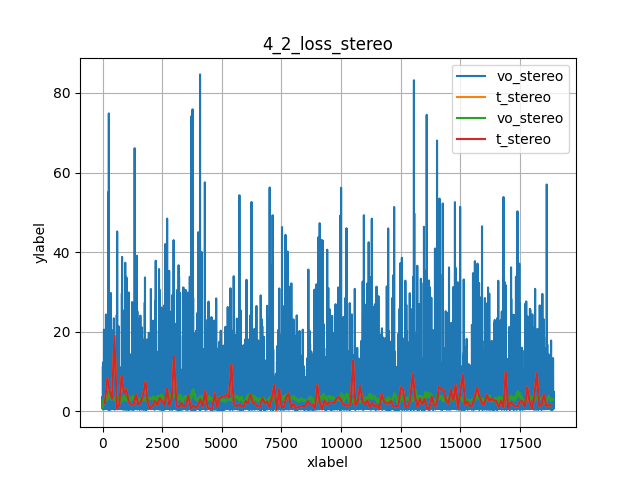 4_2_loss_stereo
vo_stereo
t_stereo
vo_stereo
t_stereo
ylabel
80
60
40
20
0
0 2500 5000 7500 10000 12500 15000 17500
xlabel